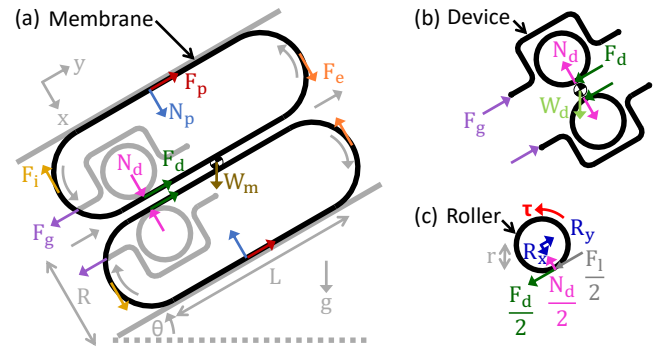 (a) Membrane
y
x
F_p
N_p
F_e
N_d
F_d
F_i
W_m
F_g
R
L
θ
g
(b) Device
N_d
F_d
W_d
F_g
(c) Roller
τ
R_y
R_x
r
F_l/2
F_d/2
N_d/2